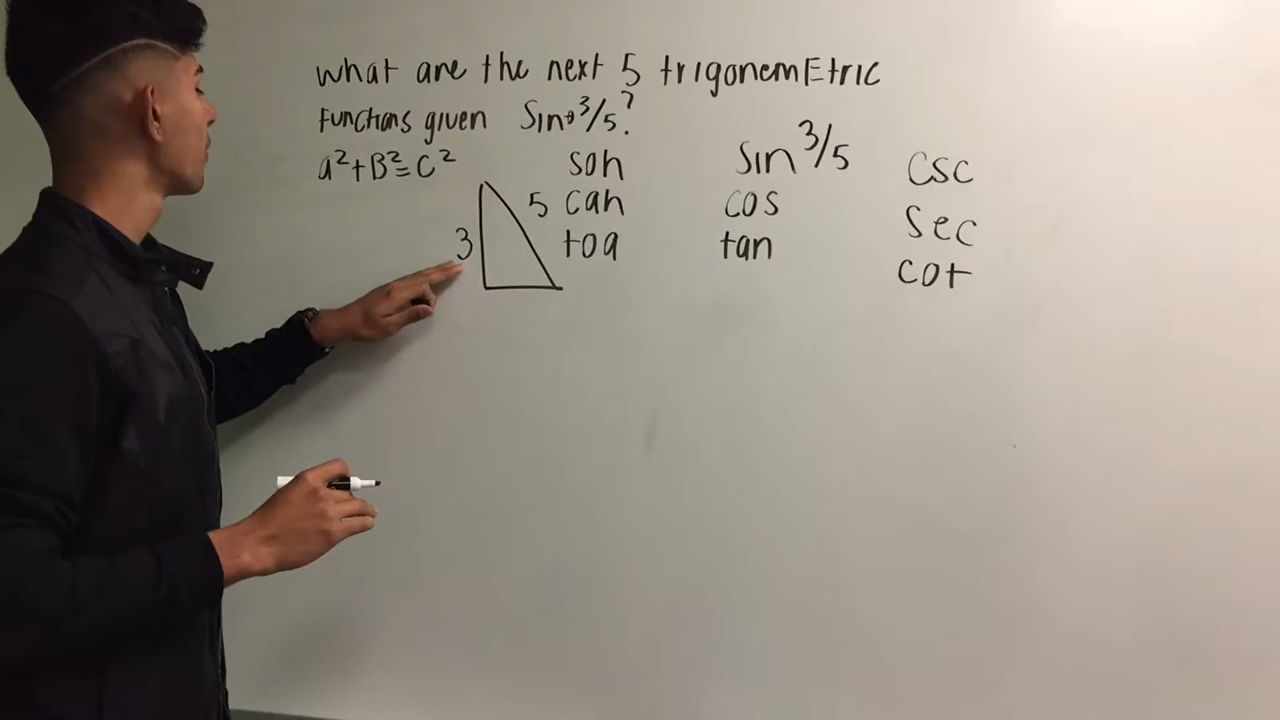 what are the next 5 trigonemEtric
functions given Sinθ 3/5?
a²+B²=C²
soh
cah
toa
5
3
sin 3/5
cos
tan
csc
sec
cot